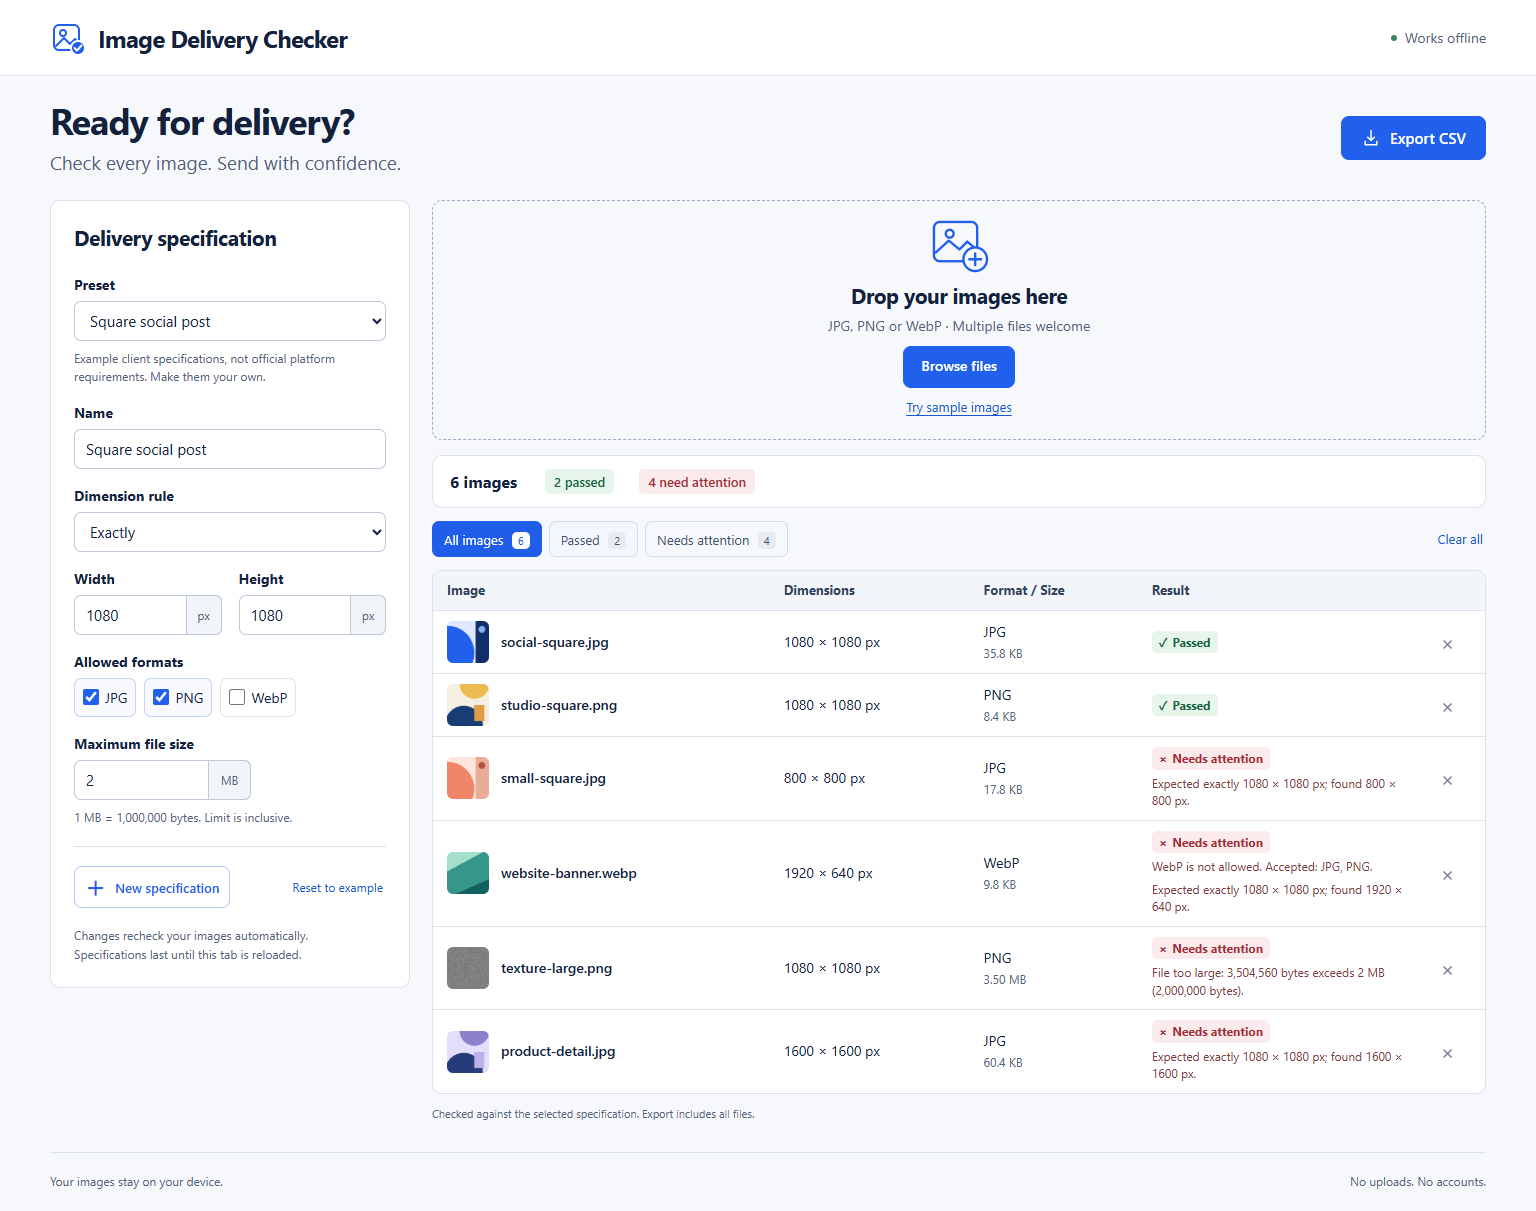 Image Delivery Checker
Works offline
Ready for delivery?
Check every image. Send with confidence.
Export CSV
Delivery specification
Preset
Square social post
Example client specifications, not official platform
requirements. Make them your own.
Name
Square social post
Dimension rule
Exactly
Width
Height
1080 px
1080 px
Allowed formats
JPG
PNG
WebP
Maximum file size
2 MB
1 MB = 1,000,000 bytes. Limit is inclusive.
New specification
Reset to example
Changes recheck your images automatically.
Specifications last until this tab is reloaded.
Drop your images here
JPG, PNG or WebP · Multiple files welcome
Browse files
Try sample images
6 images
2 passed
4 need attention
All images 6
Passed 2
Needs attention 4
Clear all
Image
Dimensions
Format / Size
Result
social-square.jpg
1080 × 1080 px
JPG
35.8 KB
✓ Passed
×
studio-square.png
1080 × 1080 px
PNG
8.4 KB
✓ Passed
×
small-square.jpg
800 × 800 px
JPG
17.8 KB
× Needs attention
Expected exactly 1080 × 1080 px; found 800 ×
800 px.
×
website-banner.webp
1920 × 640 px
WebP
9.8 KB
× Needs attention
WebP is not allowed. Accepted: JPG, PNG.
Expected exactly 1080 × 1080 px; found 1920 ×
640 px.
×
texture-large.png
1080 × 1080 px
PNG
3.50 MB
× Needs attention
File too large: 3,504,560 bytes exceeds 2 MB
(2,000,000 bytes).
×
product-detail.jpg
1600 × 1600 px
JPG
60.4 KB
× Needs attention
Expected exactly 1080 × 1080 px; found 1600 ×
1600 px.
×
Checked against the selected specification. Export includes all files.
Your images stay on your device.
No uploads. No accounts.